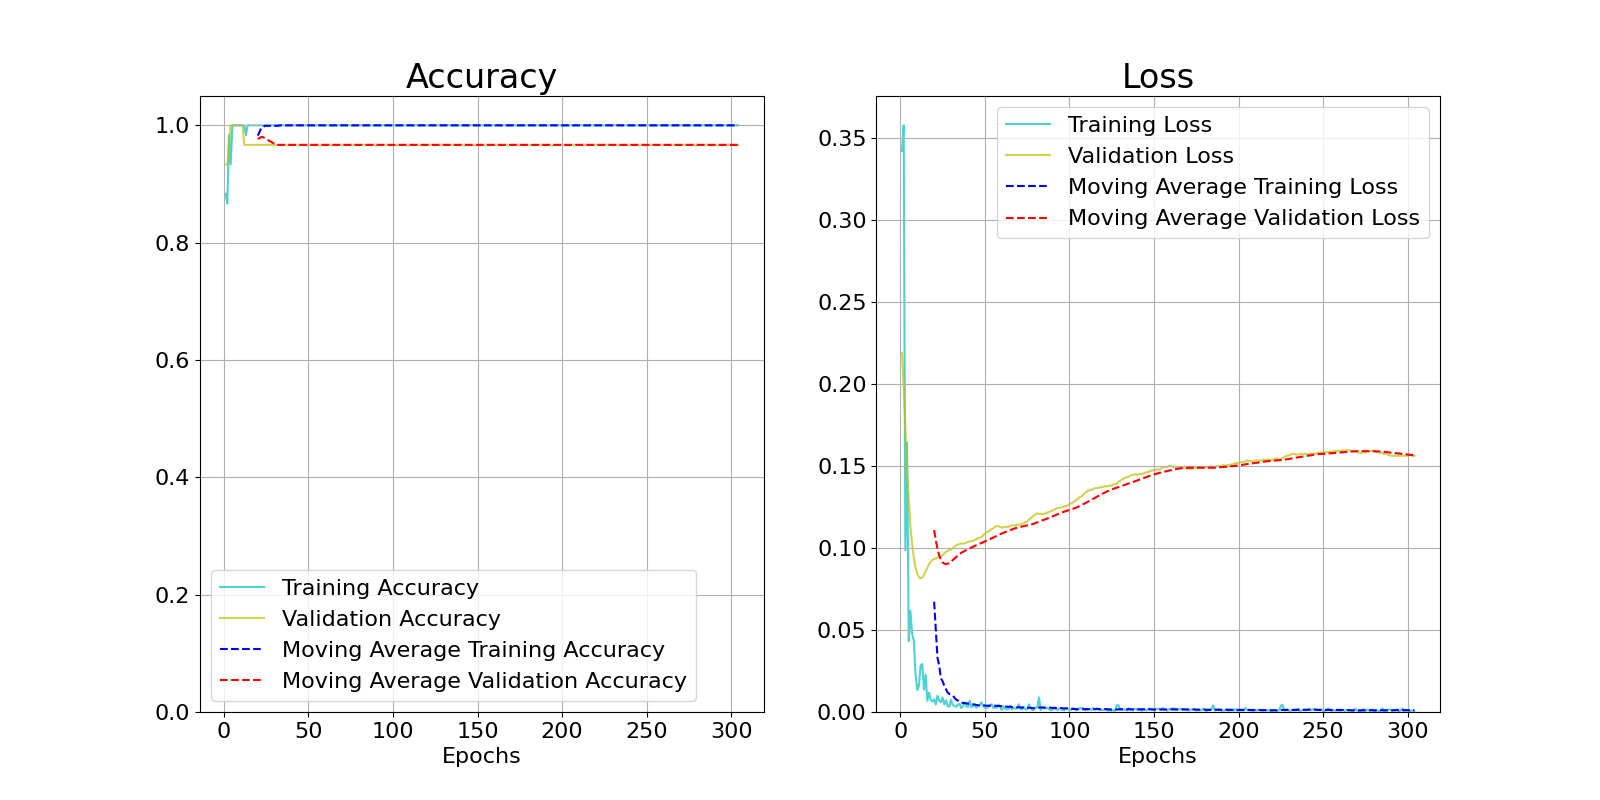 Accuracy
1.0
0.8
0.6
0.4
0.2
0.0
0 50 100 150 200 250 300
Epochs
Training Accuracy
Validation Accuracy
Moving Average Training Accuracy
Moving Average Validation Accuracy
Loss
0.35
0.30
0.25
0.20
0.15
0.10
0.05
0.00
0 50 100 150 200 250 300
Epochs
Training Loss
Validation Loss
Moving Average Training Loss
Moving Average Validation Loss